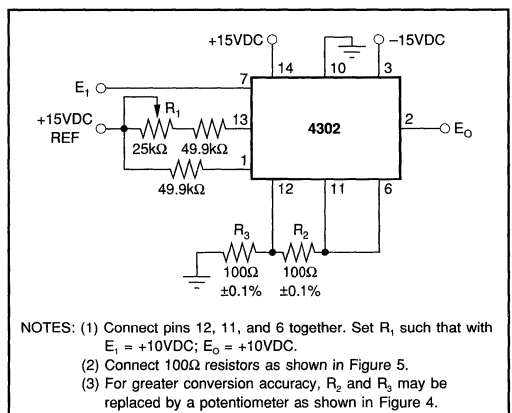 +15VDC
−15VDC
14
10
3
E₁
7
R₁
+15VDC
REF
13
25kΩ
49.9kΩ
4302
2
E₀
1
49.9kΩ
12
11
6
R₃
R₂
100Ω
100Ω
±0.1%
±0.1%
NOTES: (1) Connect pins 12, 11, and 6 together. Set R₁ such that with
E₁ = +10VDC; E₀ = +10VDC.
(2) Connect 100Ω resistors as shown in Figure 5.
(3) For greater conversion accuracy, R₂ and R₃ may be
replaced by a potentiometer as shown in Figure 4.